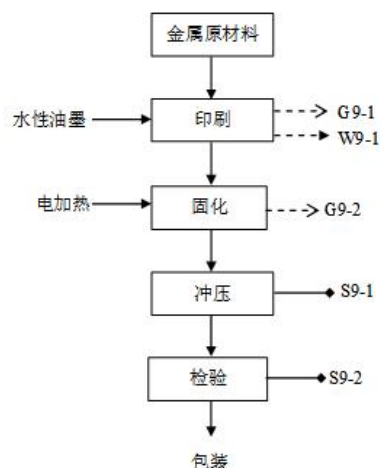 金属原材料
水性油墨
印刷
G9-1
W9-1
电加热
固化
G9-2
冲压
S9-1
检验
S9-2
包装